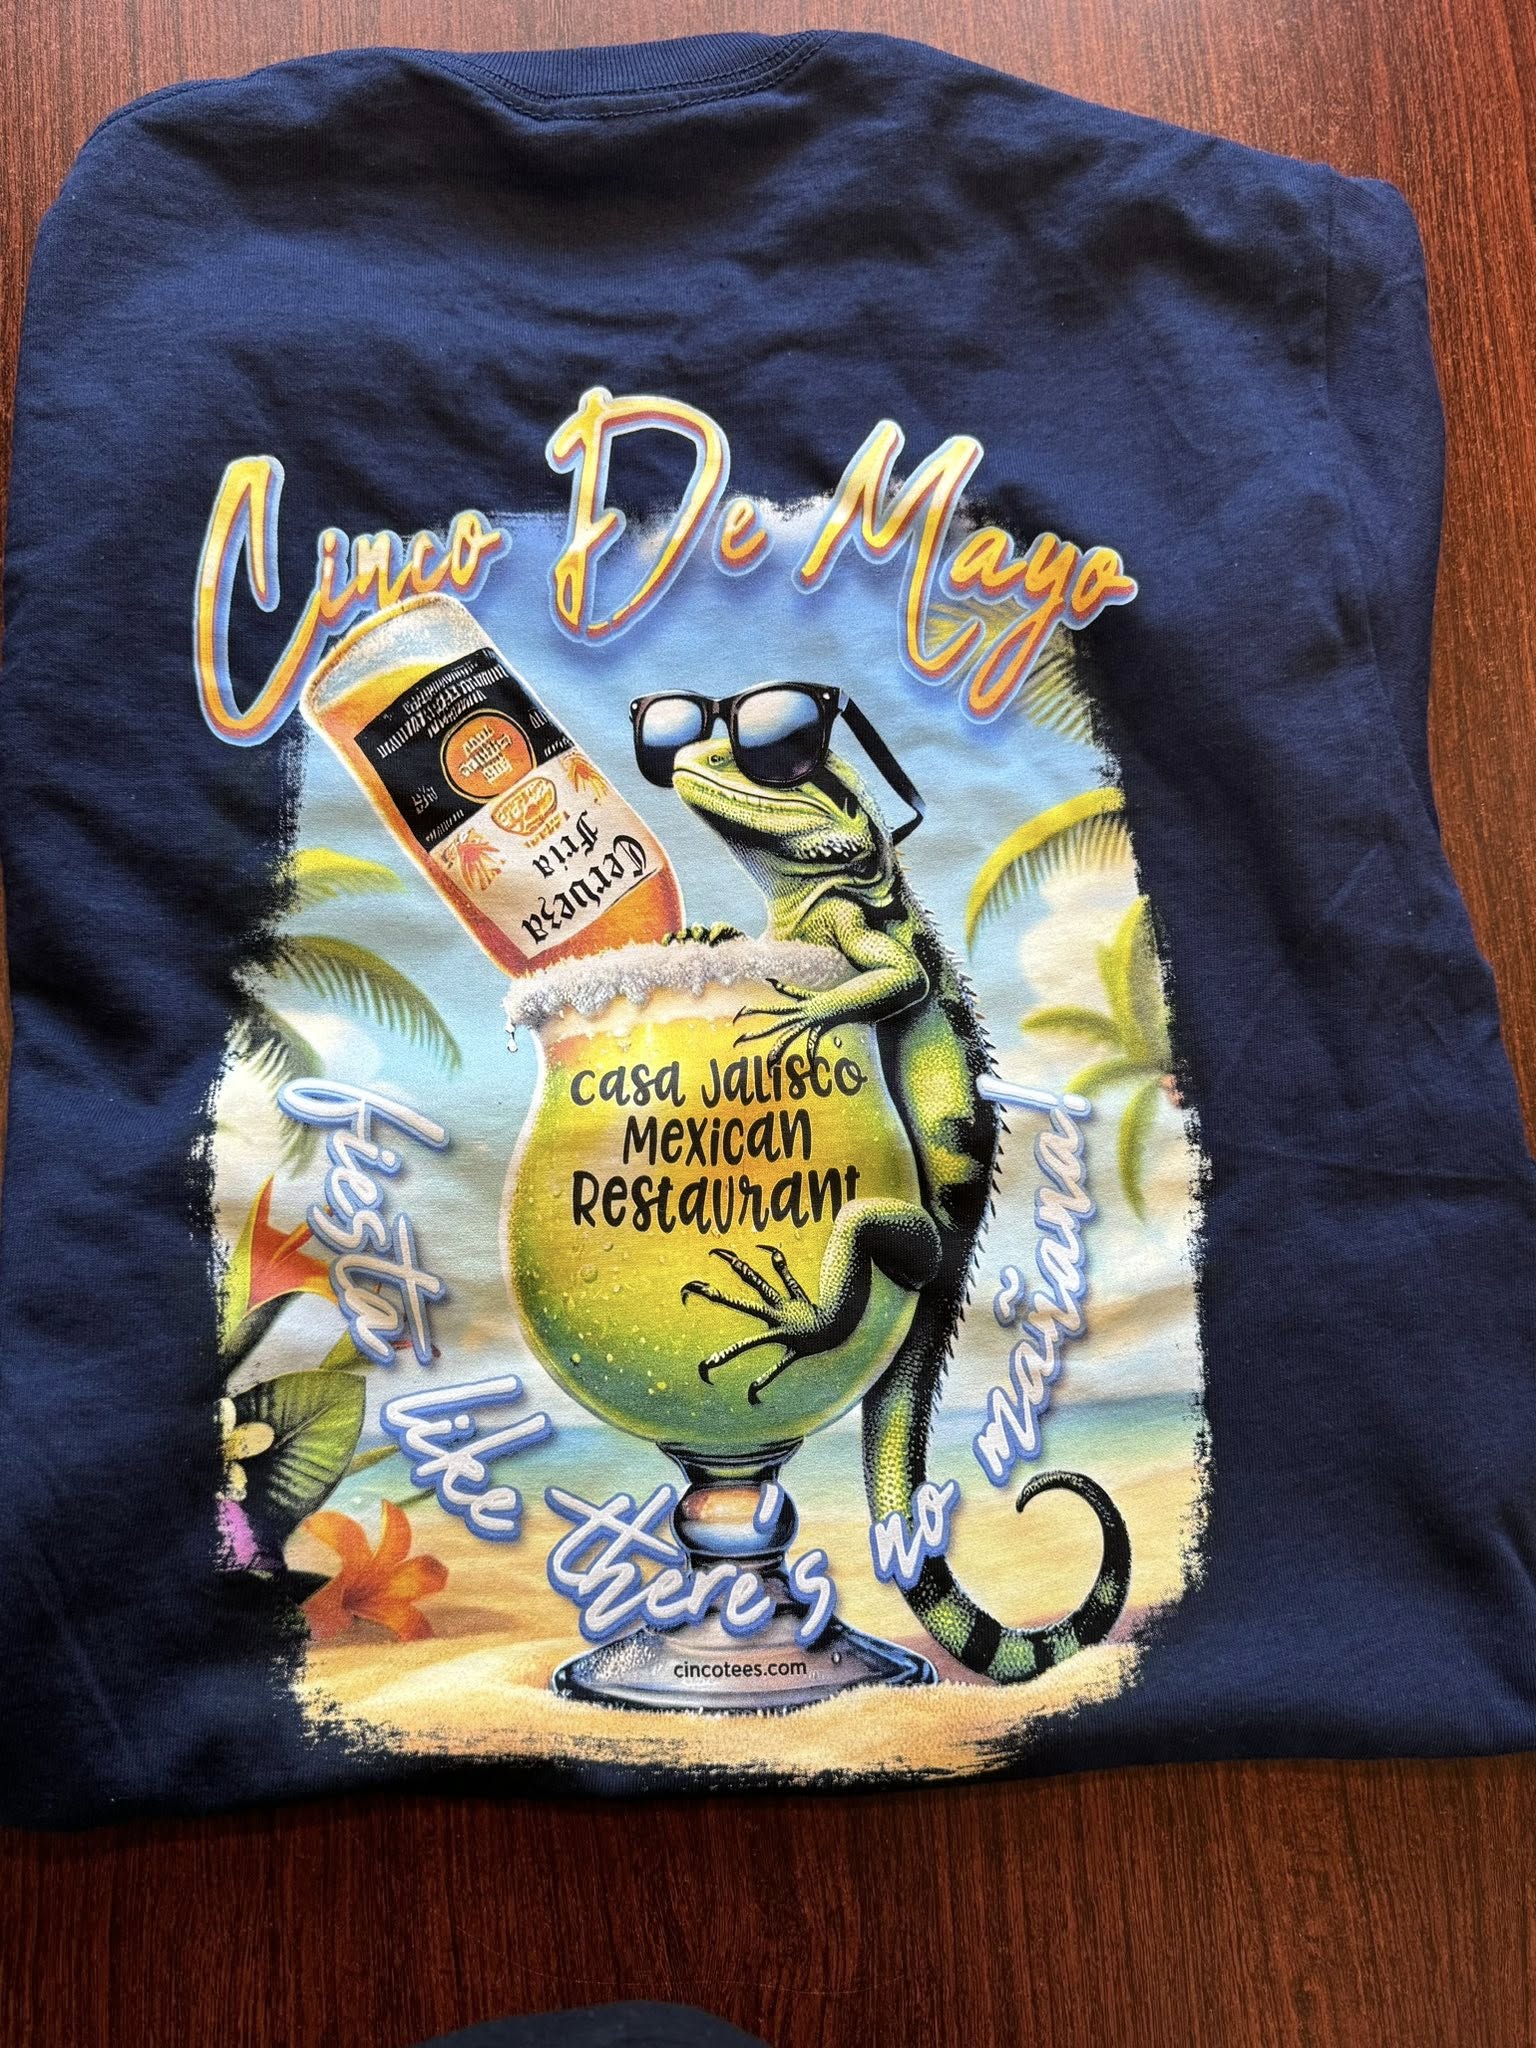 Cinco De Mayo
Cerveza
Fria
Casa Jalisco
Mexican
Restaurant
fiesta like there's no mañana!
cincotees.com